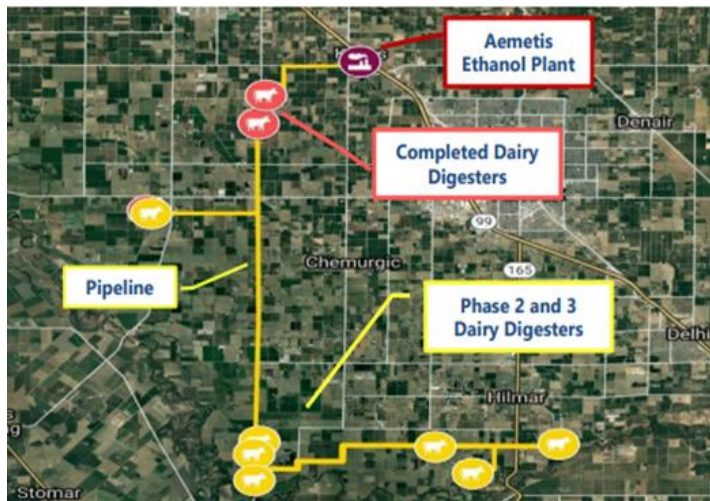 Aemetis
Ethanol Plant
Denair
Completed Dairy
Digesters
99
Chemurgic
165
Pipeline
Phase 2 and 3
Dairy Digesters
Delhi
Hilmar